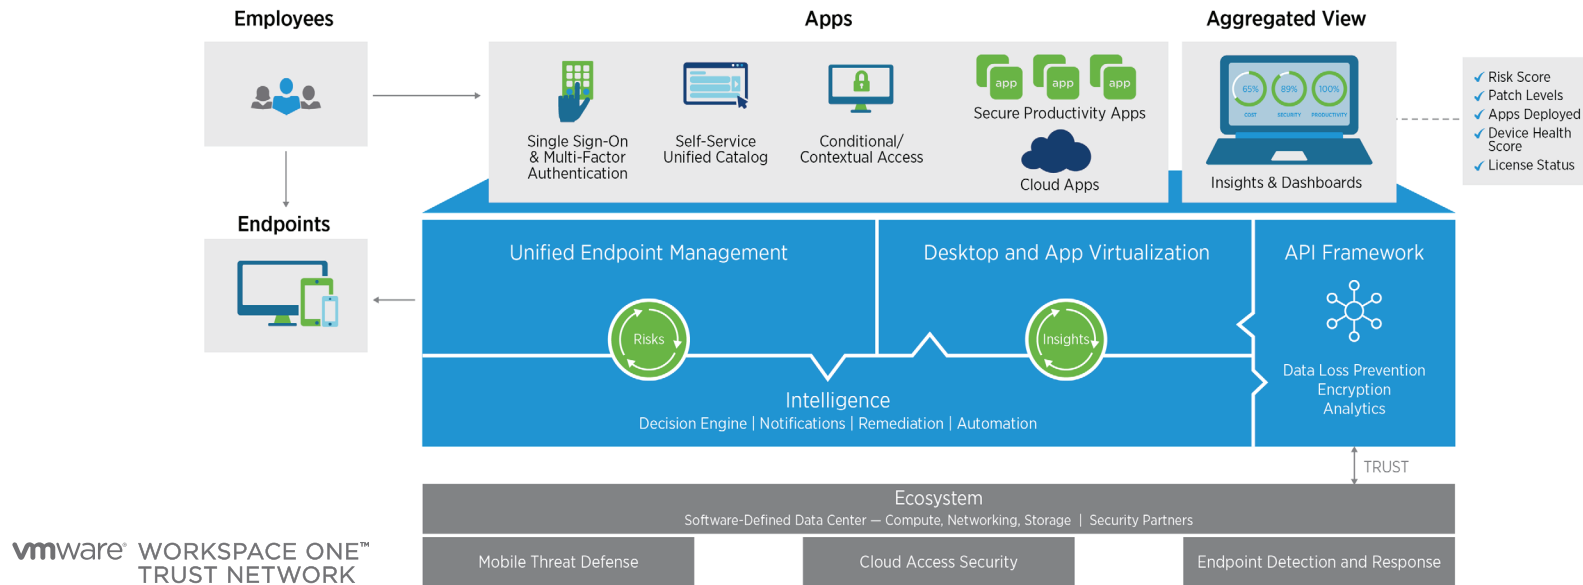 Employees
Apps
Aggregated View
Single Sign-On
& Multi-Factor
Authentication
Self-Service
Unified Catalog
Conditional/
Contextual Access
app
app
app
Secure Productivity Apps
Cloud Apps
65%
89%
100%
COST
SECURITY
PRODUCTIVITY
Insights & Dashboards
Risk Score
Patch Levels
Apps Deployed
Device Health
Score
License Status
Endpoints
Unified Endpoint Management
Desktop and App Virtualization
API Framework
Risks
Insights
Data Loss Prevention
Encryption
Analytics
Intelligence
Decision Engine | Notifications | Remediation | Automation
TRUST
Ecosystem
Software-Defined Data Center — Compute, Networking, Storage | Security Partners
Mobile Threat Defense
Cloud Access Security
Endpoint Detection and Response
vmware® WORKSPACE ONE™
TRUST NETWORK